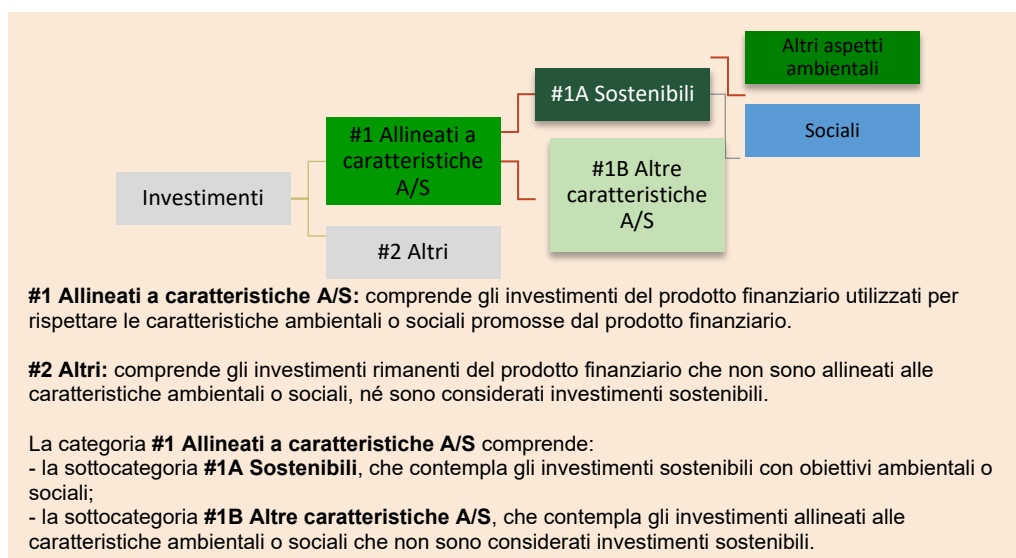 Altri aspetti
ambientali
#1A Sostenibili
Sociali
#1 Allineati a
caratteristiche
A/S
#1B Altre
caratteristiche
A/S
Investimenti
#2 Altri
#1 Allineati a caratteristiche A/S: comprende gli investimenti del prodotto finanziario utilizzati per
rispettare le caratteristiche ambientali o sociali promosse dal prodotto finanziario.
#2 Altri: comprende gli investimenti rimanenti del prodotto finanziario che non sono allineati alle
caratteristiche ambientali o sociali, né sono considerati investimenti sostenibili.
La categoria #1 Allineati a caratteristiche A/S comprende:
- la sottocategoria #1A Sostenibili, che contempla gli investimenti sostenibili con obiettivi ambientali o
sociali;
- la sottocategoria #1B Altre caratteristiche A/S, che contempla gli investimenti allineati alle
caratteristiche ambientali o sociali che non sono considerati investimenti sostenibili.